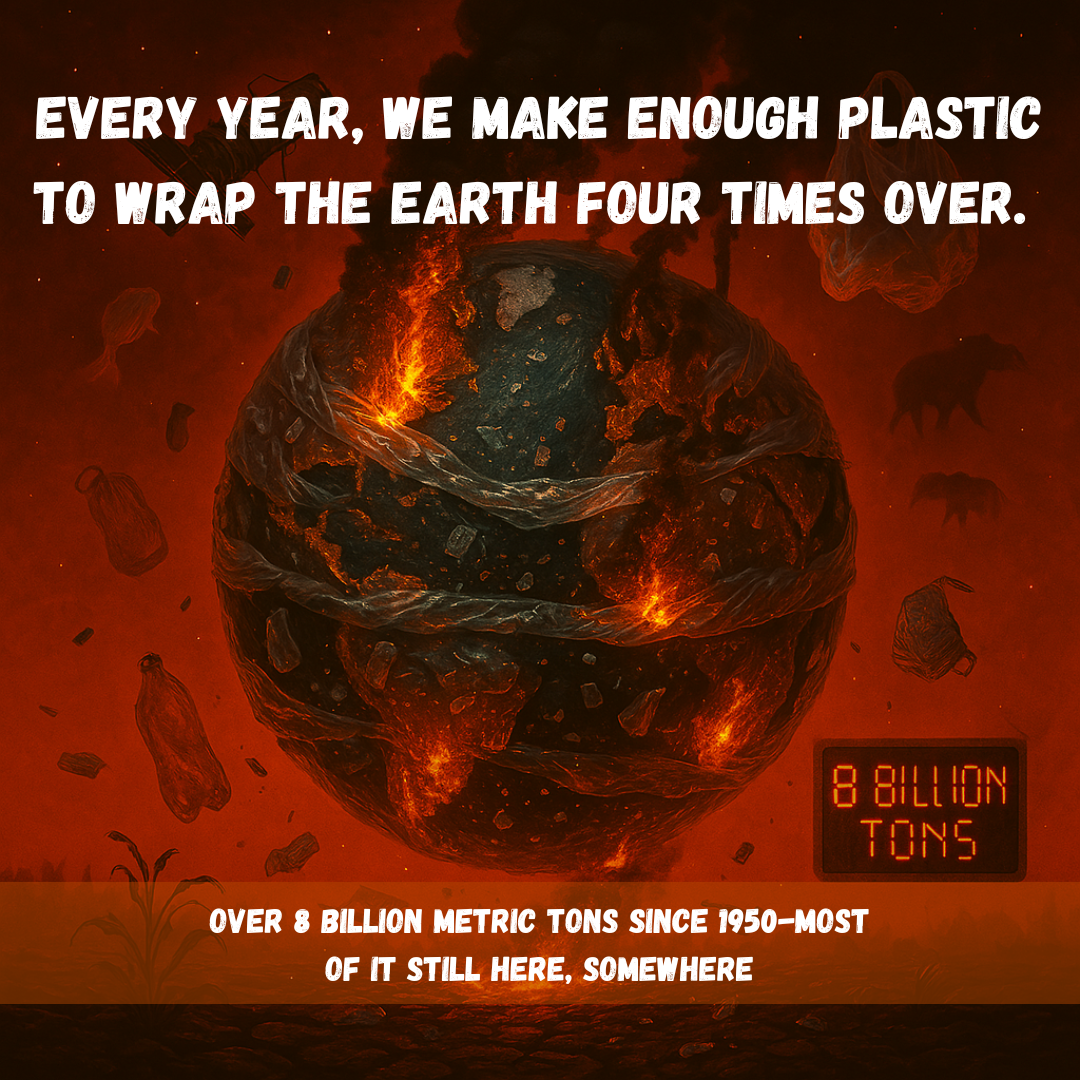 EVERY YEAR, WE MAKE ENOUGH PLASTIC
TO WRAP THE EARTH FOUR TIMES OVER.
8 BILLION
TONS
OVER 8 BILLION METRIC TONS SINCE 1950–MOST
OF IT STILL HERE, SOMEWHERE